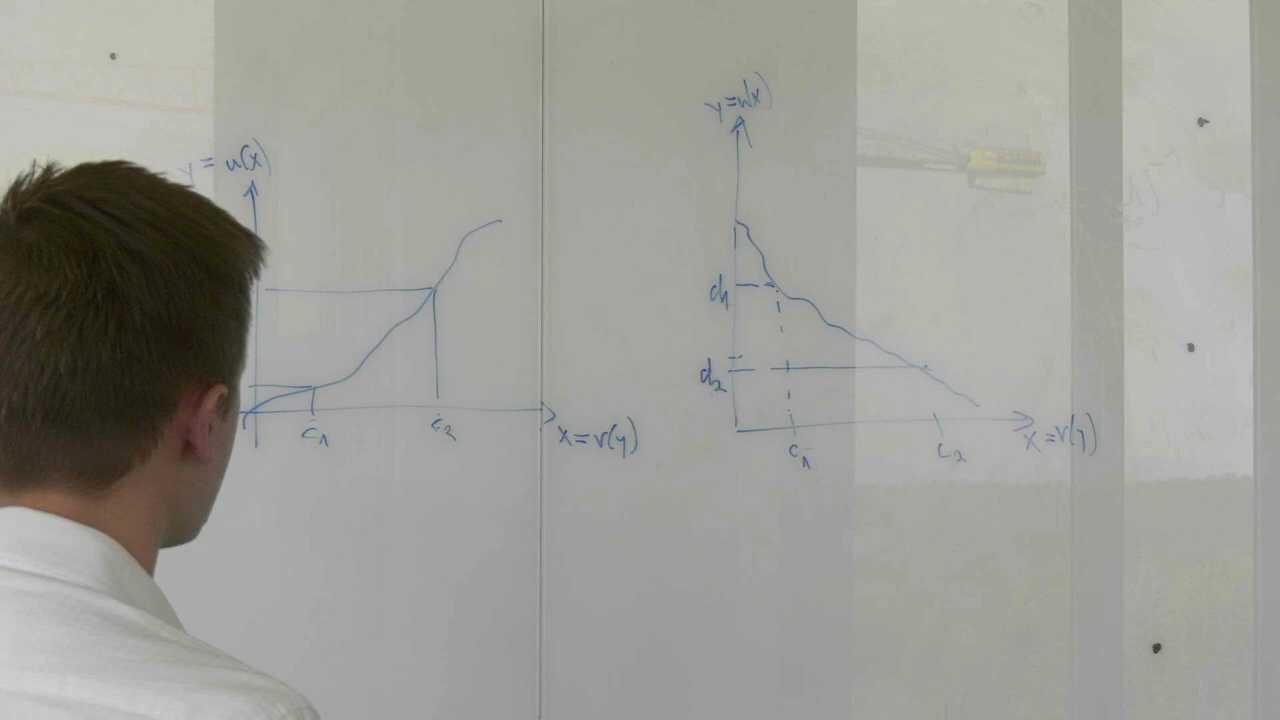 y = u(x)
c1
c2
x = v(y)
y = u(x)
d1
d2
c1
c2
x = v(y)